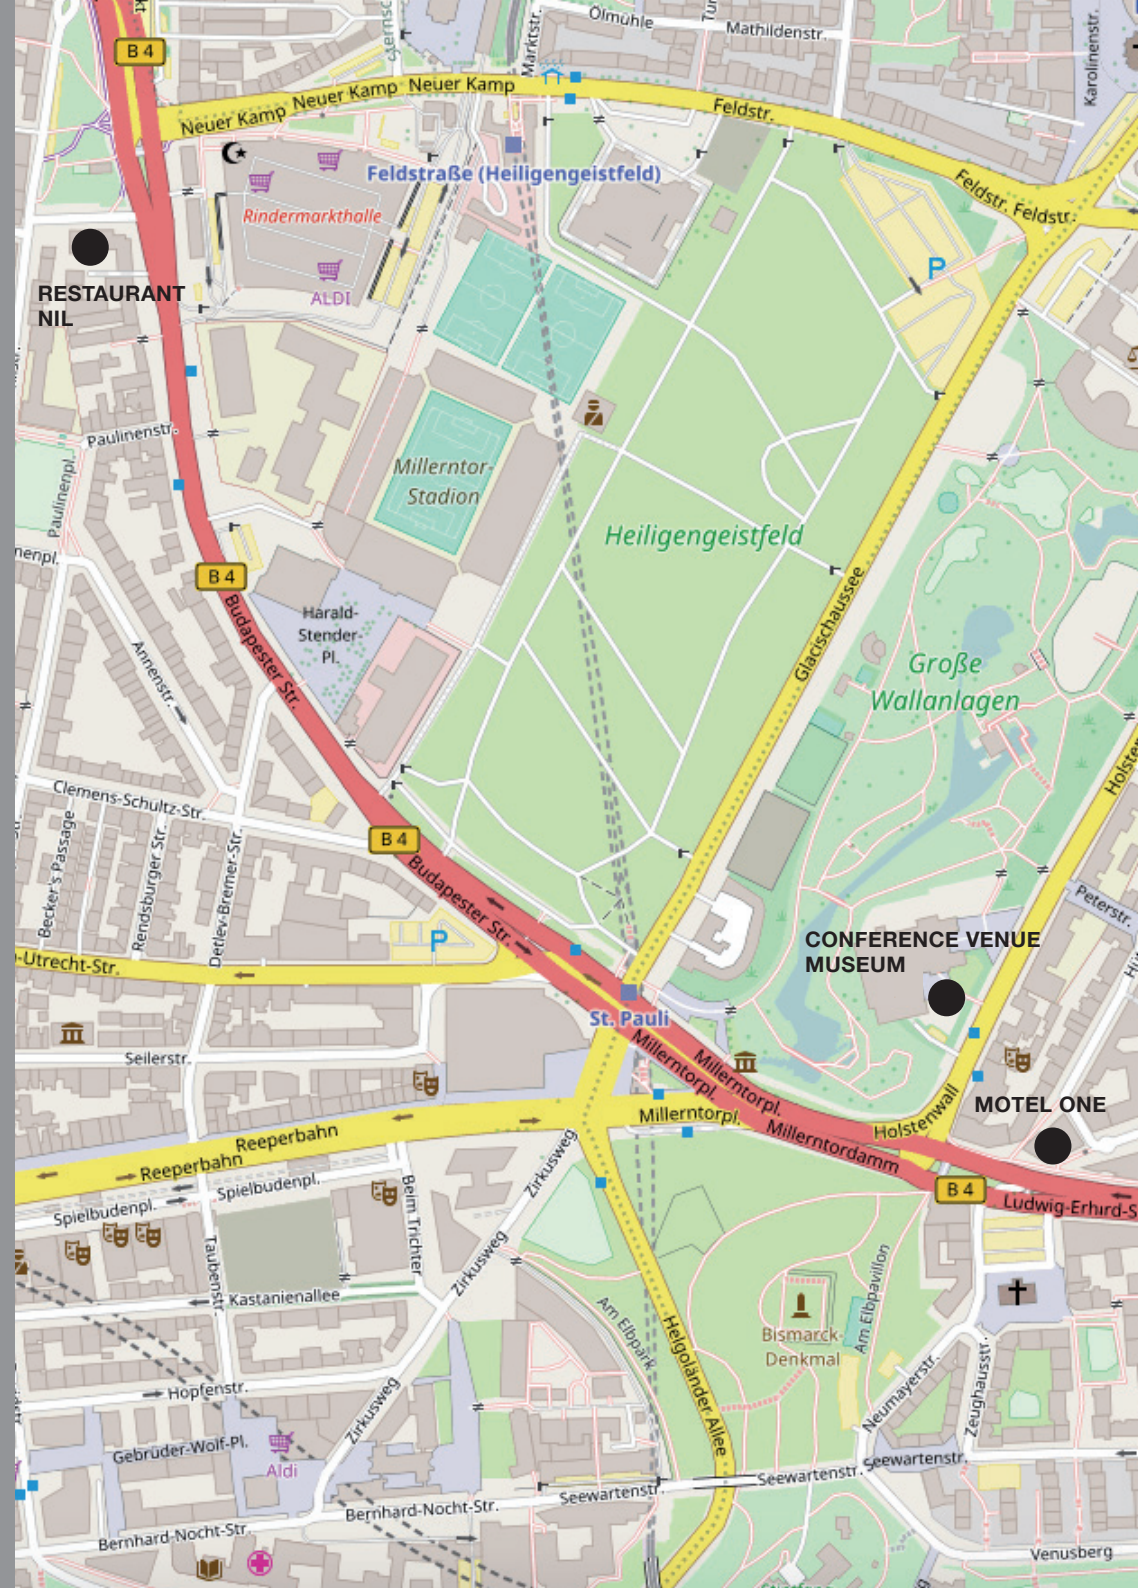 Ölmühle
Marktstr.
Mathildenstr.
Karolinenstr.
B 4
Neuer Kamp
Neuer Kamp
Neuer Kamp
Feldstr.
Feldstraße (Heiligengeistfeld)
Feldstr.
Feldstr.
Rindermarkthalle
ALDI
P
RESTAURANT
NIL
Paulinenstr.
Paulinenpl.
nenpl.
Millerntor-
Stadion
Heiligengeistfeld
B 4
Budapester Str.
Harald-
Stender-
Pl.
Annenstr.
Glacischaussee
Große
Wallanlagen
Holste
Clemens-Schultz-Str.
Becker's Passage
Rendsburger Str.
Detlev-Bremer-Str.
B 4
Budapester Str.
P
-Utrecht-Str.
Peterstr.
CONFERENCE VENUE
MUSEUM
St. Pauli
Seilerstr.
Millerntorpl.
Millerntorpl.
Millerntorpl.
Millerntordamm
Holstenwall
MOTEL ONE
Reeperbahn
Reeperbahn
Spielbudenpl.
Spielbudenpl.
Zirkusweg
B 4
Ludwig-Erhard-S
Beim Trichter
Taubenstr.
Kastanienallee
Zirkusweg
Am Elbpark
Helgoländer Allee
Am Elbpavillon
Bismarck-
Denkmal
Neumayerstr.
Zeughausstr.
Hopfenstr.
Zirkusweg
Gebrüder-Wolf-Pl.
Aldi
Seewartenstr.
Seewartenstr.
Seewartenstr.
Bernhard-Nocht-Str.
Bernhard-Nocht-Str.
Venusberg